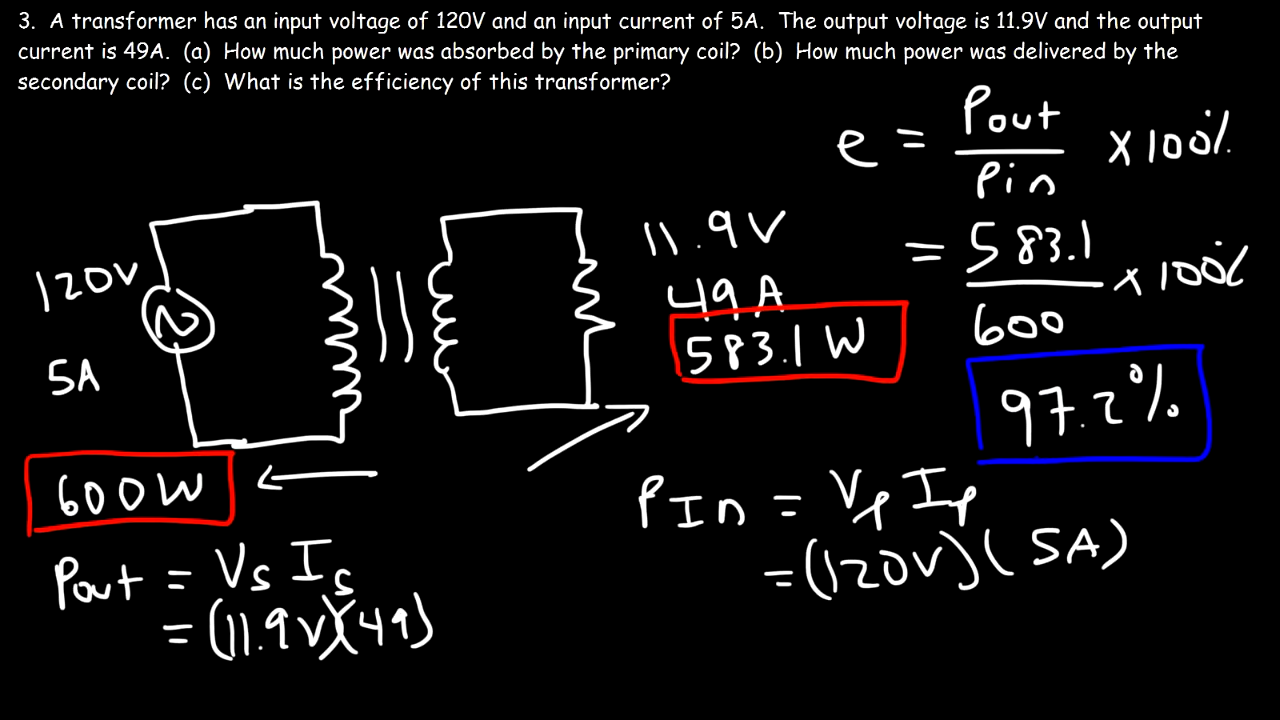 3. A transformer has an input voltage of 120V and an input current of 5A. The output voltage is 11.9V and the output
current is 49A. (a) How much power was absorbed by the primary coil? (b) How much power was delivered by the
secondary coil? (c) What is the efficiency of this transformer?
e = Pout / Pin × 100%
= 583.1 / 600 × 100%
97.2%
120V
5A
600W
11.9V
49A
583.1W
Pout = Vs Is
= (11.9V)(49)
PIn = Vp Ip
= (120V)(5A)